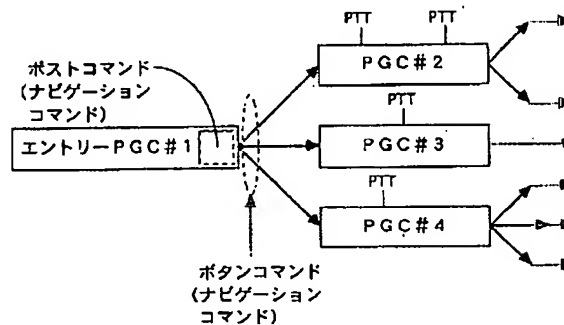 ポストコマンド
(ナビゲーション
コマンド)
エントリーPGC#1
PTT
PTT
PGC#2
PTT
PGC#3
PTT
PGC#4
ボタンコマンド
(ナビゲーション
コマンド)